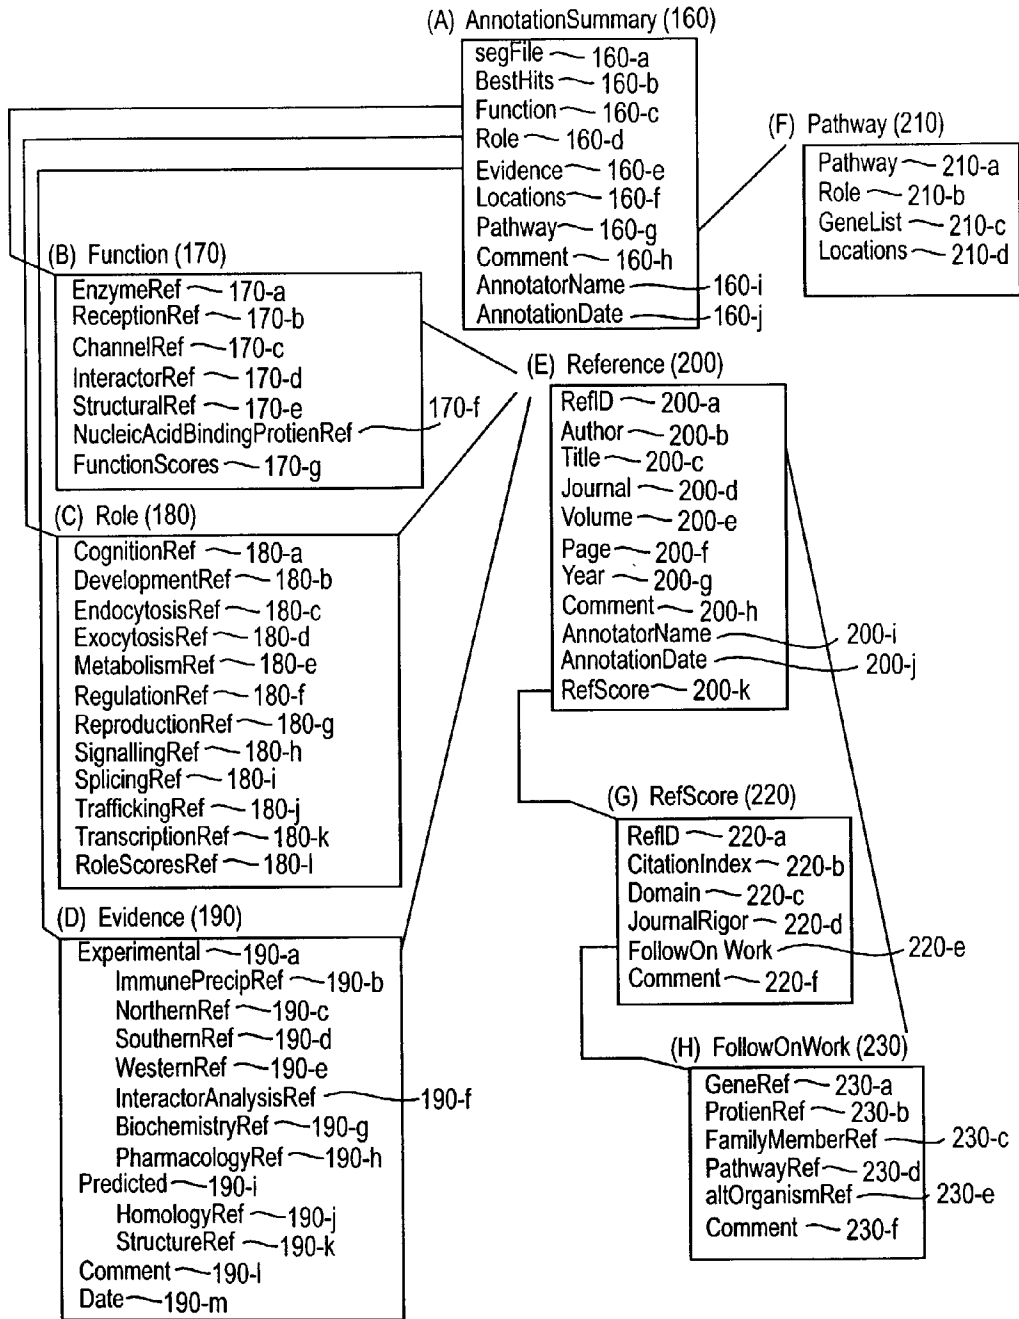 (A) AnnotationSummary (160)
segFile 160-a
BestHits 160-b
Function 160-c
Role 160-d
Evidence 160-e
Locations 160-f
Pathway 160-g
Comment 160-h
AnnotatorName 160-i
AnnotationDate 160-j
(F) Pathway (210)
Pathway 210-a
Role 210-b
GeneList 210-c
Locations 210-d
(B) Function (170)
EnzymeRef 170-a
ReceptionRef 170-b
ChannelRef 170-c
InteractorRef 170-d
StructuralRef 170-e
NucleicAcidBindingProtienRef 170-f
FunctionScores 170-g
(C) Role (180)
CognitionRef 180-a
DevelopmentRef 180-b
EndocytosisRef 180-c
ExocytosisRef 180-d
MetabolismRef 180-e
RegulationRef 180-f
ReproductionRef 180-g
SignallingRef 180-h
SplicingRef 180-i
TraffickingRef 180-j
TranscriptionRef 180-k
RoleScoresRef 180-l
(D) Evidence (190)
Experimental 190-a
ImmunePrecipRef 190-b
NorthernRef 190-c
SouthernRef 190-d
WesternRef 190-e
InteractorAnalysisRef 190-f
BiochemistryRef 190-g
PharmacologyRef 190-h
Predicted 190-i
HomologyRef 190-j
StructureRef 190-k
Comment 190-l
Date 190-m
(E) Reference (200)
RefID 200-a
Author 200-b
Title 200-c
Journal 200-d
Volume 200-e
Page 200-f
Year 200-g
Comment 200-h
AnnotatorName 200-i
AnnotationDate 200-j
RefScore 200-k
(G) RefScore (220)
RefID 220-a
CitationIndex 220-b
Domain 220-c
JournalRigor 220-d
FollowOn Work 220-e
Comment 220-f
(H) FollowOnWork (230)
GeneRef 230-a
ProtienRef 230-b
FamilyMemberRef 230-c
PathwayRef 230-d
altOrganismRef 230-e
Comment 230-f